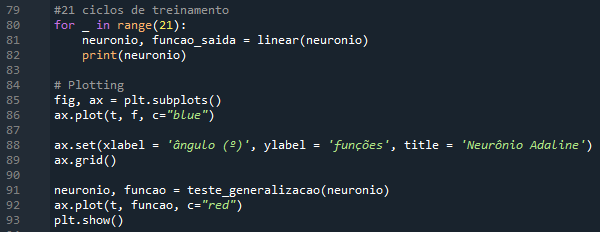 79 #21 ciclos de treinamento
80 for _ in range(21):
81     neuronio, funcao_saida = linear(neuronio)
82     print(neuronio)
83
84 # Plotting
85 fig, ax = plt.subplots()
86 ax.plot(t, f, c="blue")
87
88 ax.set(xlabel = 'ângulo (º)', ylabel = 'funções', title = 'Neurônio Adaline')
89 ax.grid()
90
91 neuronio, funcao = teste_generalizacao(neuronio)
92 ax.plot(t, funcao, c="red")
93 plt.show()